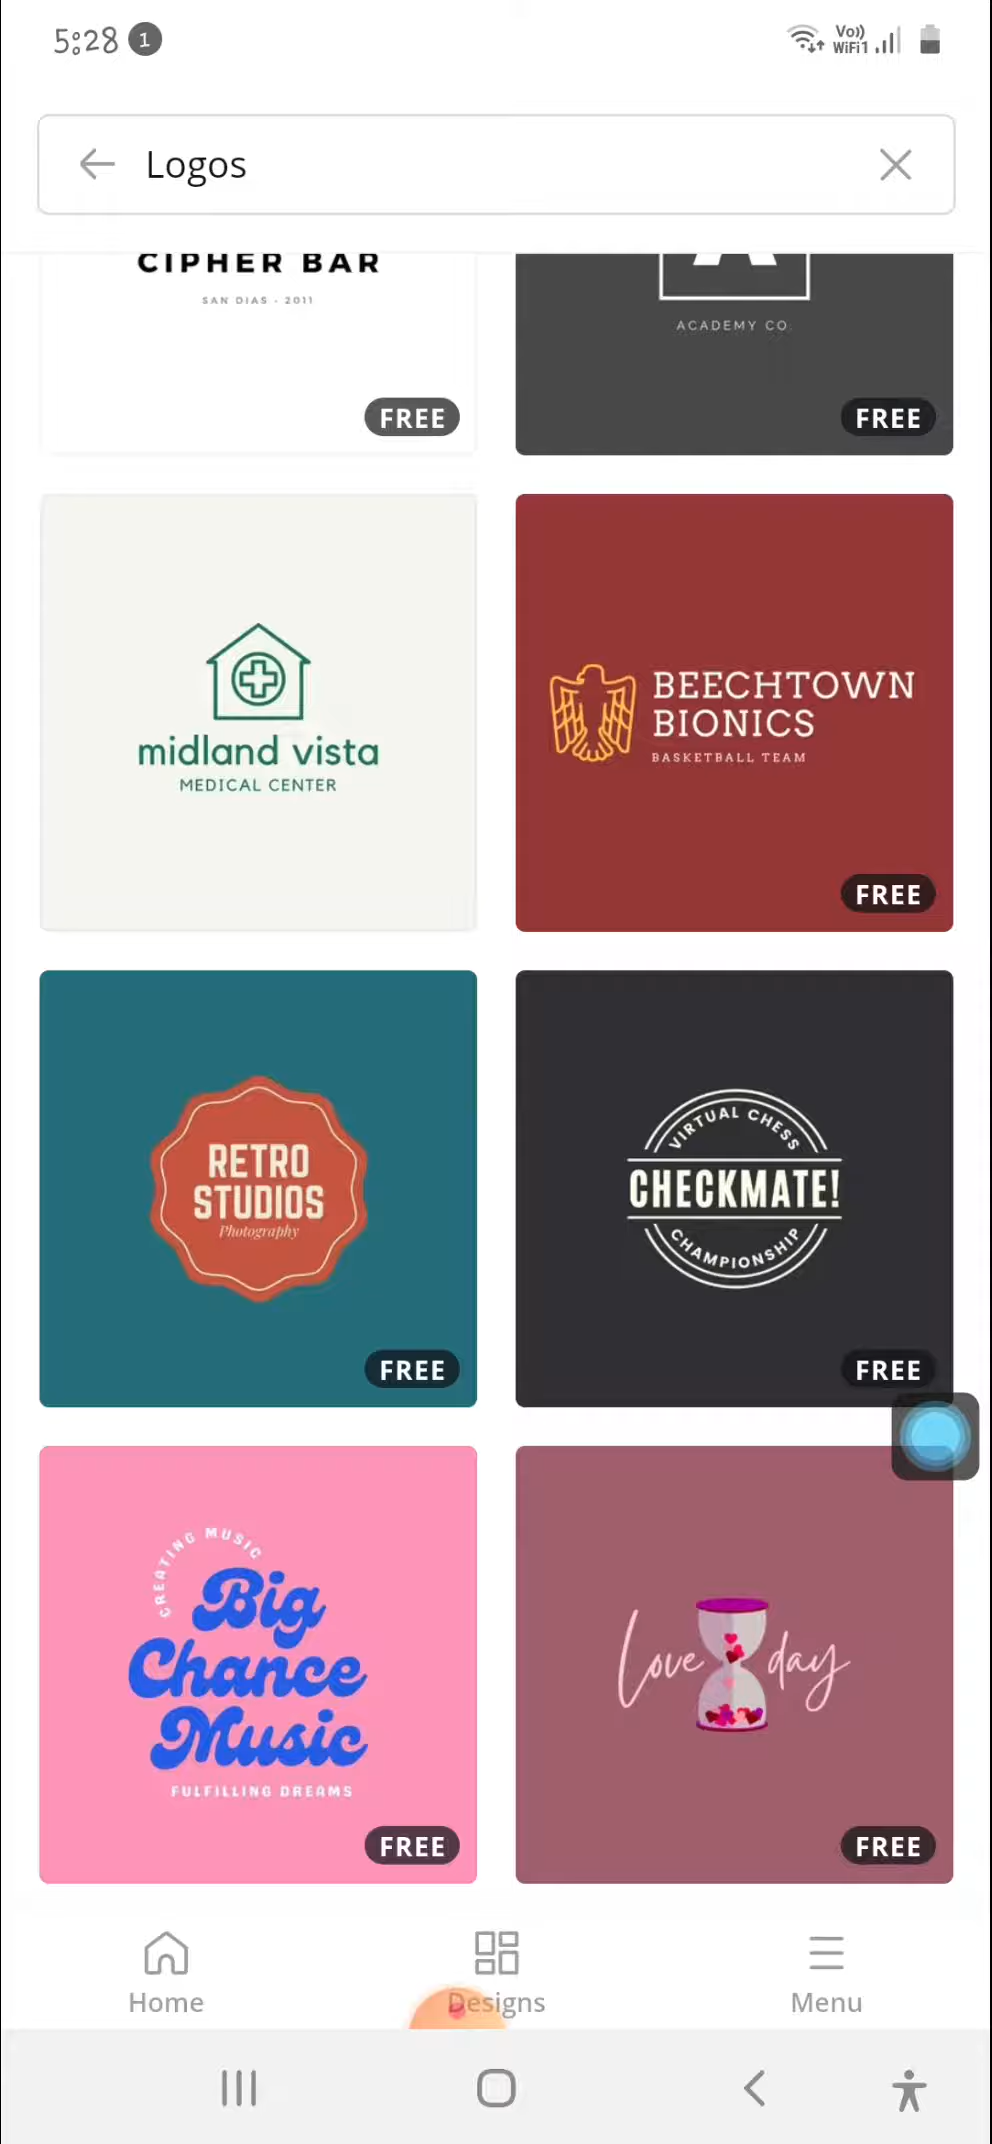 5:28 1
Vo)) WiFi1
Logos
CIPHER BAR
SAN DIAS - 2011
FREE
ACADEMY CO.
FREE
midland vista
MEDICAL CENTER
BEECHTOWN
BIONICS
BASKETBALL TEAM
FREE
RETRO
STUDIOS
Photography
FREE
VIRTUAL CHESS
CHECKMATE!
CHAMPIONSHIP
FREE
CREATING MUSIC
Big
Chance
Music
FULFILLING DREAMS
FREE
Love day
FREE
Home
Designs
Menu